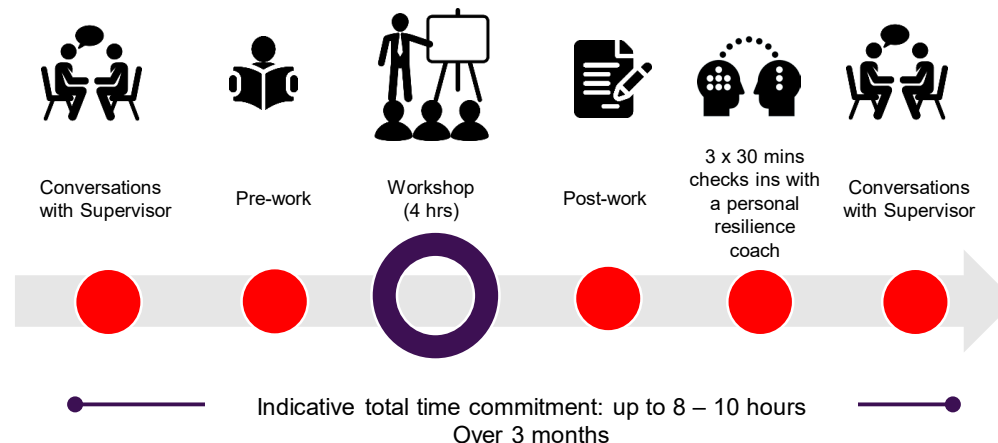 Conversations
with Supervisor
Pre-work
Workshop
(4 hrs)
Post-work
3 x 30 mins
checks ins with
a personal
resilience
coach
Conversations
with Supervisor
Indicative total time commitment: up to 8 – 10 hours
Over 3 months